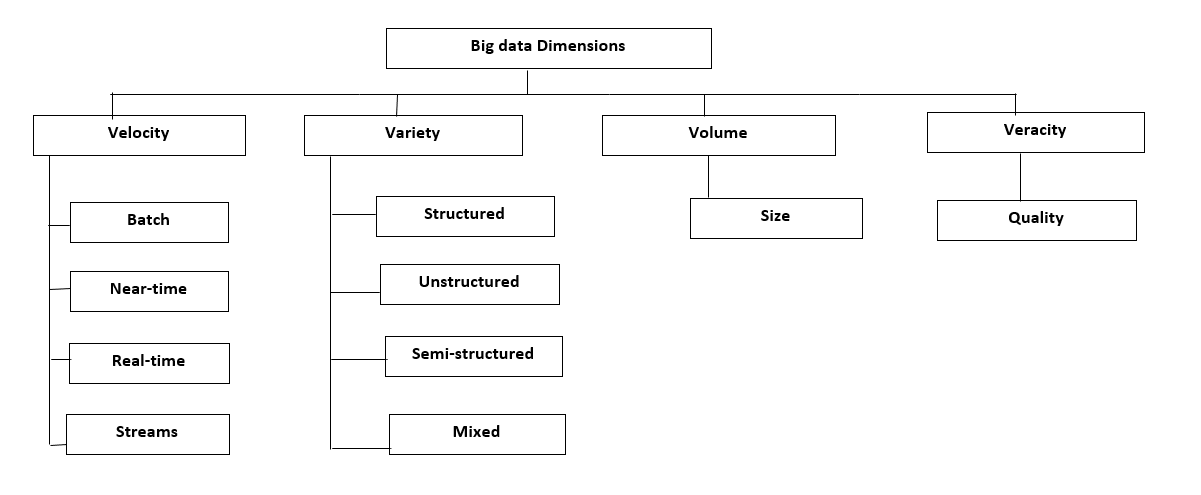 Big data Dimensions
Velocity
Variety
Volume
Veracity
Batch
Near-time
Real-time
Streams
Structured
Unstructured
Semi-structured
Mixed
Size
Quality